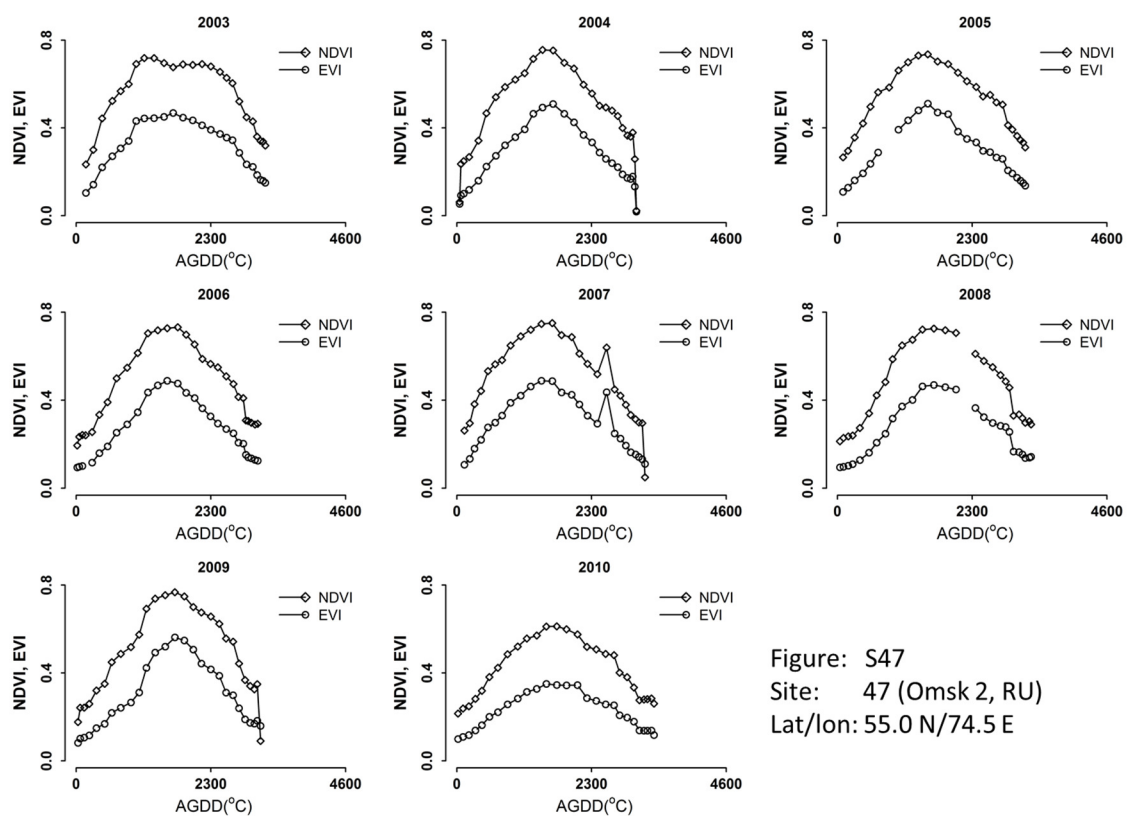 2003
0.8
0.4
0.0
NDVI, EVI
NDVI
EVI
0 2300 4600
AGDD(°C)
2004
0.8
0.4
0.0
NDVI, EVI
NDVI
EVI
0 2300 4600
AGDD(°C)
2005
0.8
0.4
0.0
NDVI, EVI
NDVI
EVI
0 2300 4600
AGDD(°C)
2006
0.8
0.4
0.0
NDVI, EVI
NDVI
EVI
0 2300 4600
AGDD(°C)
2007
0.8
0.4
0.0
NDVI, EVI
NDVI
EVI
0 2300 4600
AGDD(°C)
2008
0.8
0.4
0.0
NDVI, EVI
NDVI
EVI
0 2300 4600
AGDD(°C)
2009
0.8
0.4
0.0
NDVI, EVI
NDVI
EVI
0 2300 4600
AGDD(°C)
2010
0.8
0.4
0.0
NDVI, EVI
NDVI
EVI
0 2300 4600
AGDD(°C)
Figure: S47
Site: 47 (Omsk 2, RU)
Lat/lon: 55.0 N/74.5 E